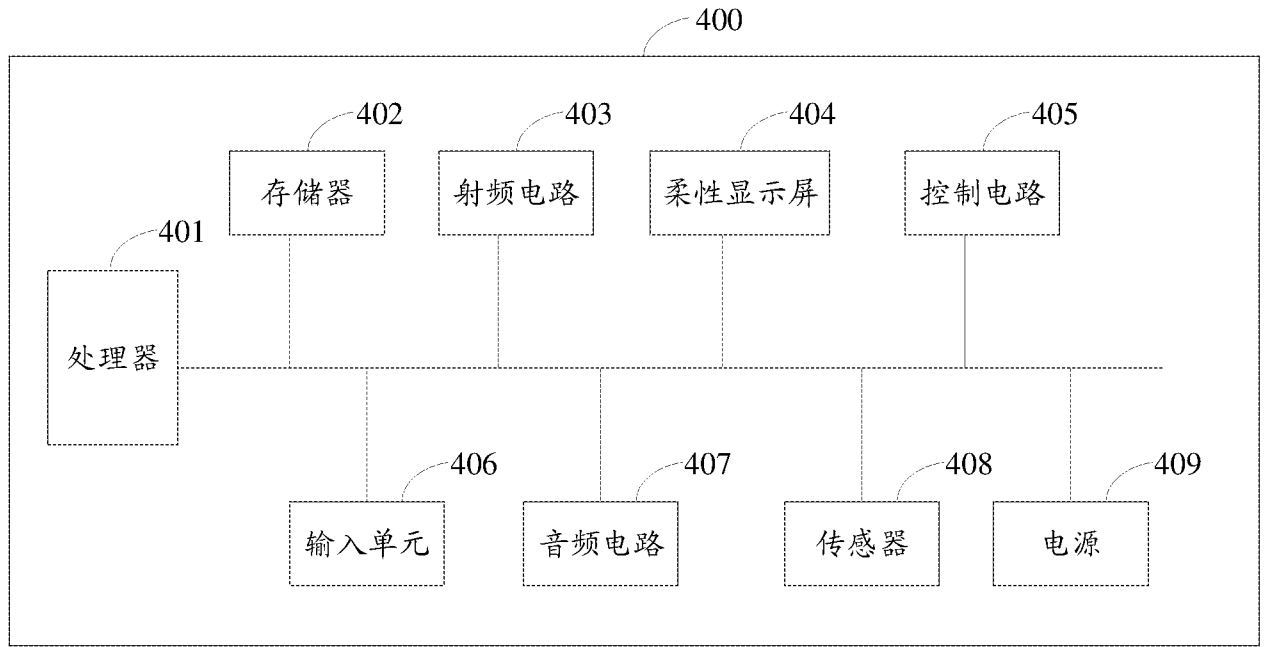 400
402
403
404
405
存储器
射频电路
柔性显示屏
控制电路
401
处理器
406
407
408
409
输入单元
音频电路
传感器
电源